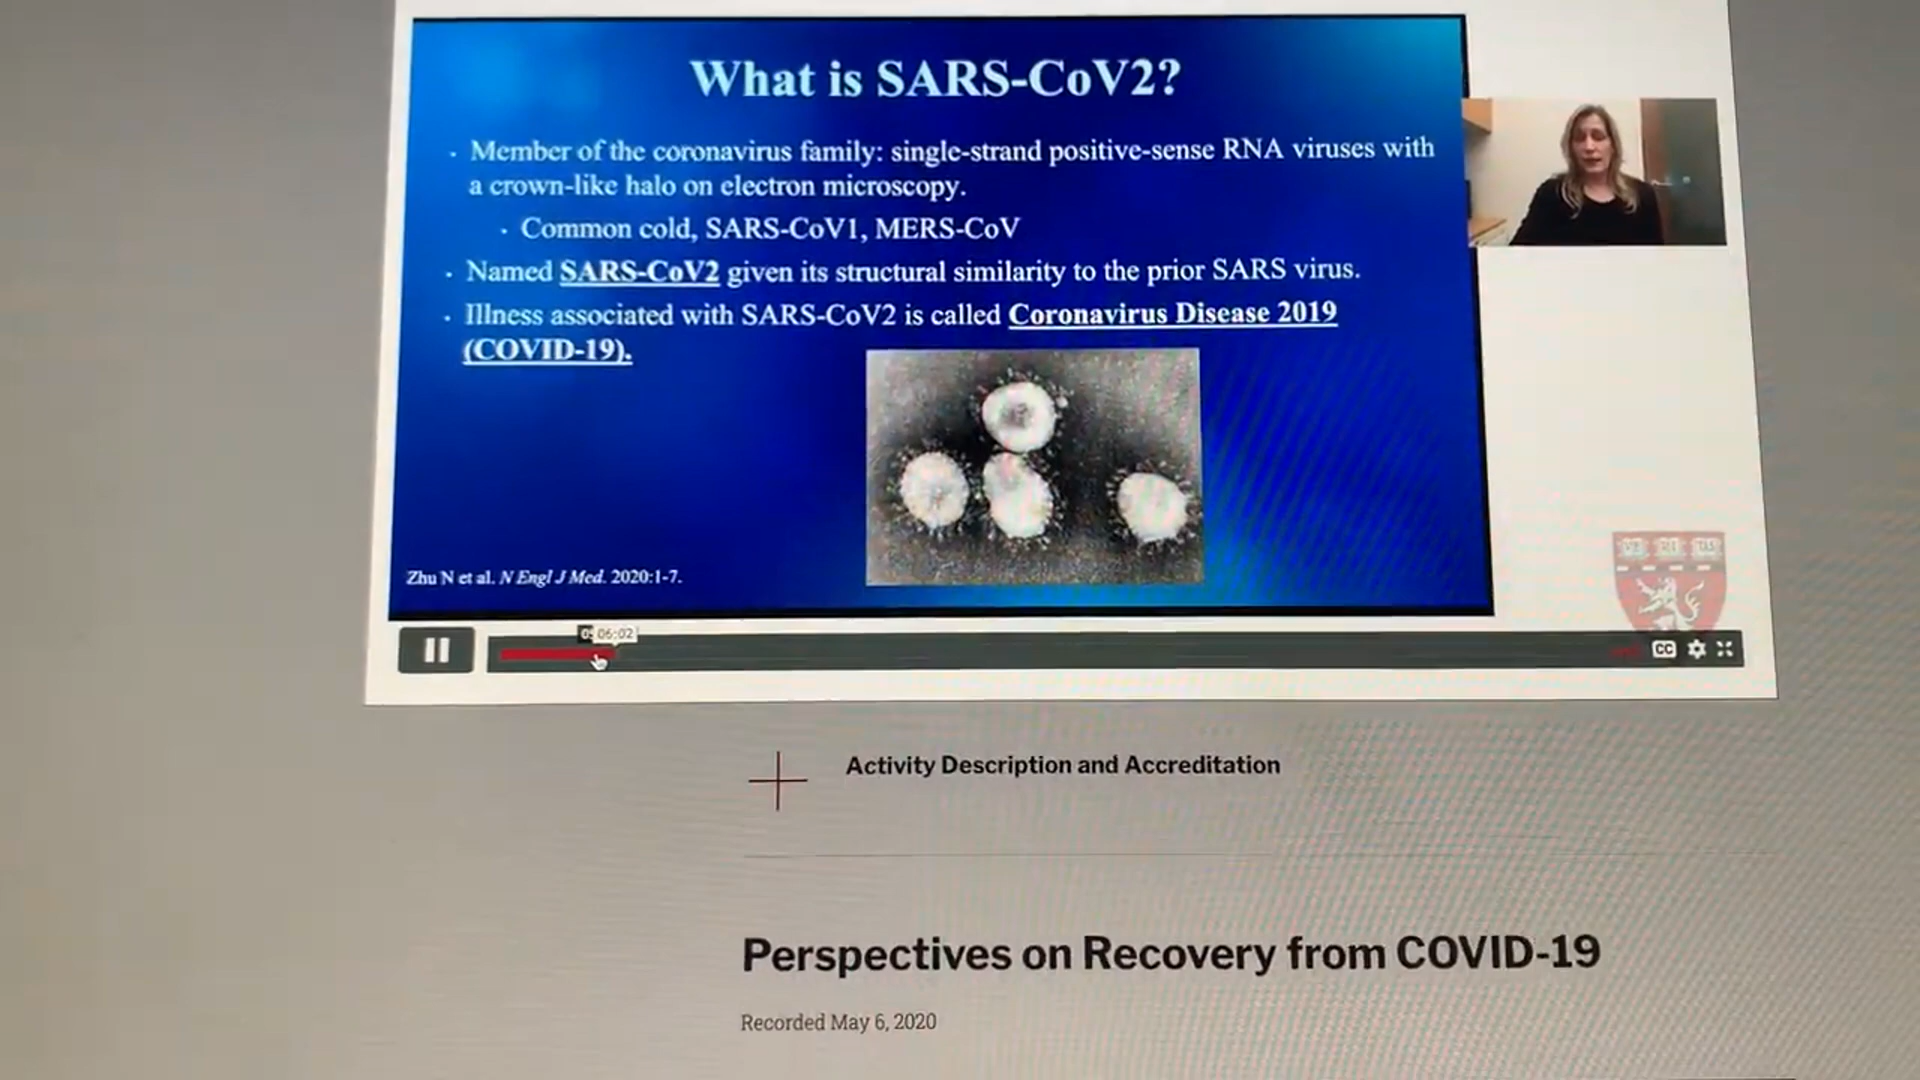 What is SARS-CoV2?
· Member of the coronavirus family: single-strand positive-sense RNA viruses with
a crown-like halo on electron microscopy.
· Common cold, SARS-CoV1, MERS-CoV
· Named SARS-CoV2 given its structural similarity to the prior SARS virus.
· Illness associated with SARS-CoV2 is called Coronavirus Disease 2019
(COVID-19).
Zhu N et al. N Engl J Med. 2020:1-7.
VE RI TAS
06:02
CC
Activity Description and Accreditation
Perspectives on Recovery from COVID-19
Recorded May 6, 2020